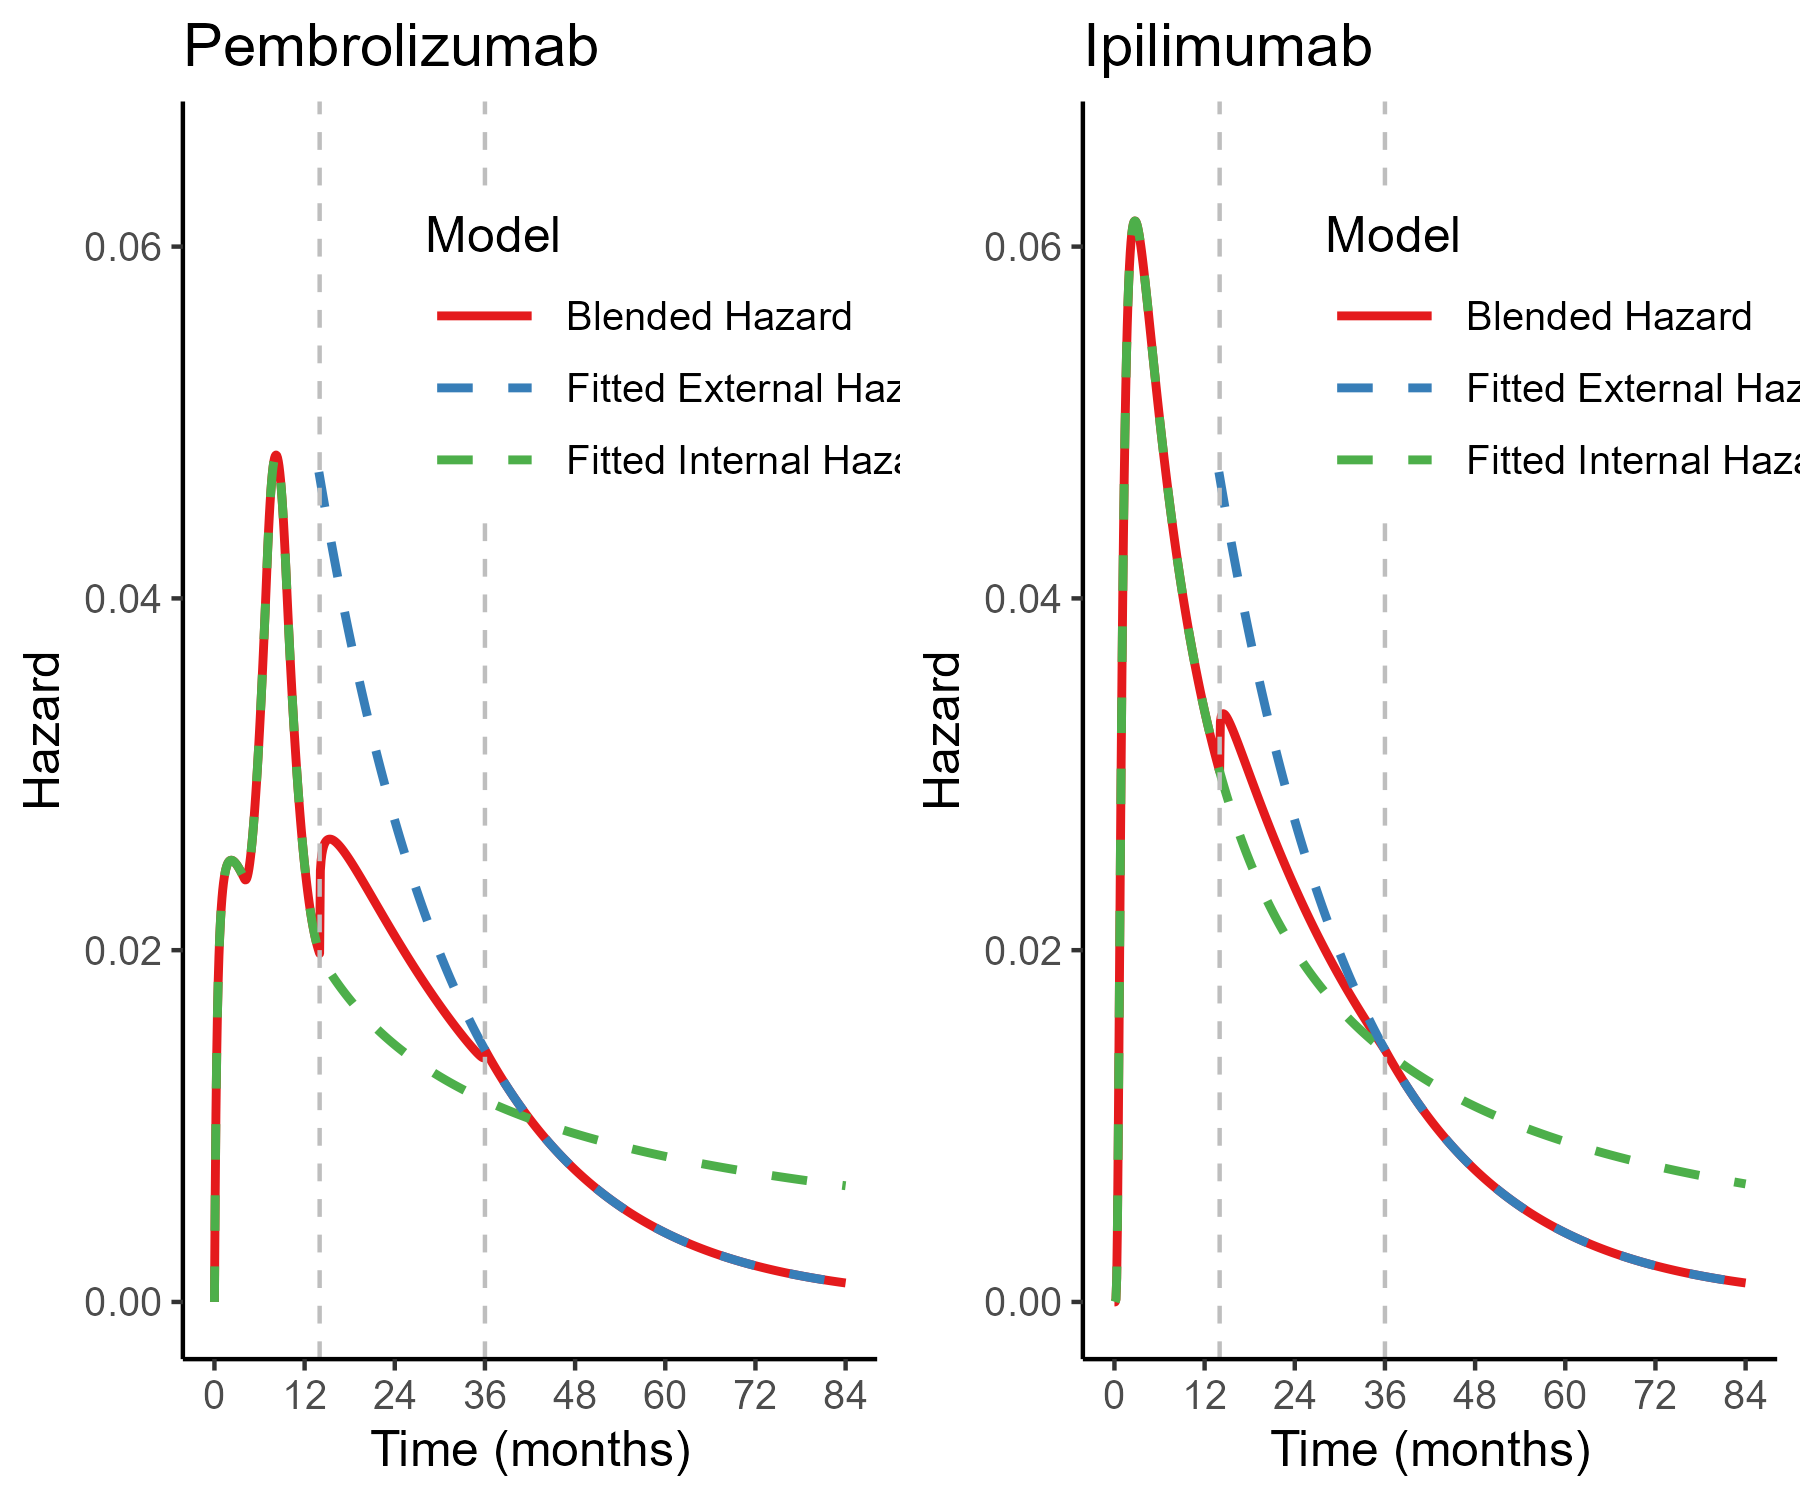 Pembrolizumab
Hazard
0.06
0.04
0.02
0.00
Model
Blended Hazard
Fitted External Haz
Fitted Internal Haza
0 12 24 36 48 60 72 84
Time (months)
Ipilimumab
Hazard
0.06
0.04
0.02
0.00
Model
Blended Hazard
Fitted External Haz
Fitted Internal Haza
0 12 24 36 48 60 72 84
Time (months)